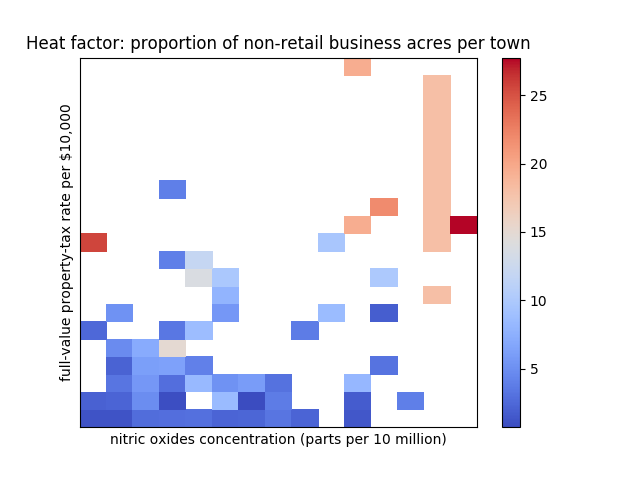 Heat factor: proportion of non-retail business acres per town
full-value property-tax rate per $10,000
nitric oxides concentration (parts per 10 million)
25
20
15
10
5